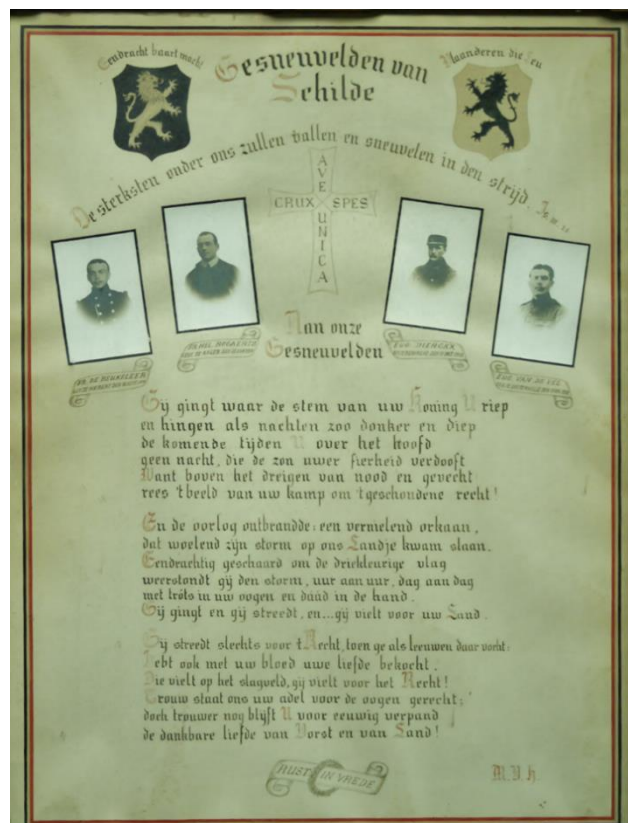 Eendracht baart macht
Gesneuvelden van
Schilde
Vlaanderen die Leu
De sterksten onder ons zullen vallen en sneuvelen in den strijd.
AVE
CRUX SPES
UNICA
Aan onze
Gesneuvelden
Gij gingt waar de stem van uw Koning U riep
en hingen als nachten zoo donker en diep
de komende tijden U over het hoofd
geen nacht, die de zon uwer fierheid verdooft
Want boven het dreigen van nood en gevecht
rees 't beeld van uw kamp om 't geschondene recht!
En de oorlog ontbrandde: een vernielend orkaan,
dat woelend zijn storm op ons Landje kwam slaan.
Eendrachtig geschaard om de driekleurige vlag
weerstondt gij den storm, uur aan uur, dag aan dag
met trots in uw oogen en daad in de hand.
Gij gingt en gij streedt, en...gij vielt voor uw Land.
Gij streedt slechts voor 't Recht, toen ge als leeuwen daar vocht:
Hebt ook met uw bloed uwe liefde bekocht.
Die vielt op het slagveld, gij vielt voor het Recht!
Trouw staat ons uw adel voor de oogen gerecht;
doch trouwer nog blijft U voor eeuwig verpand
de dankbare liefde van Vorst en van Land!
RUST IN VREDE
M.V.h.